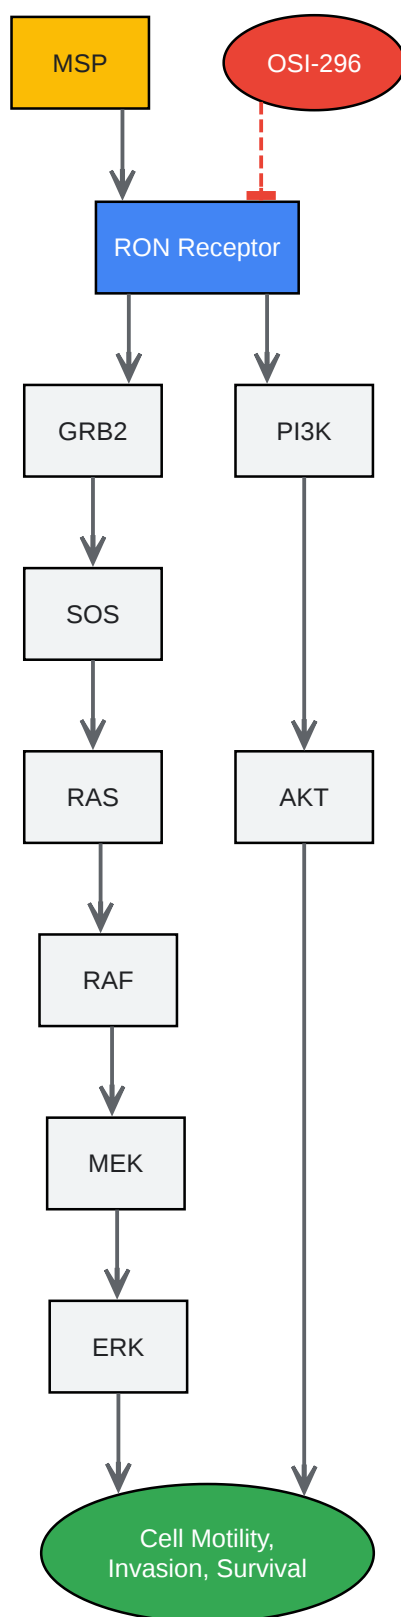 MSP
OSI-296
RON Receptor
GRB2
PI3K
SOS
RAS
AKT
RAF
MEK
ERK
Cell Motility,
Invasion, Survival